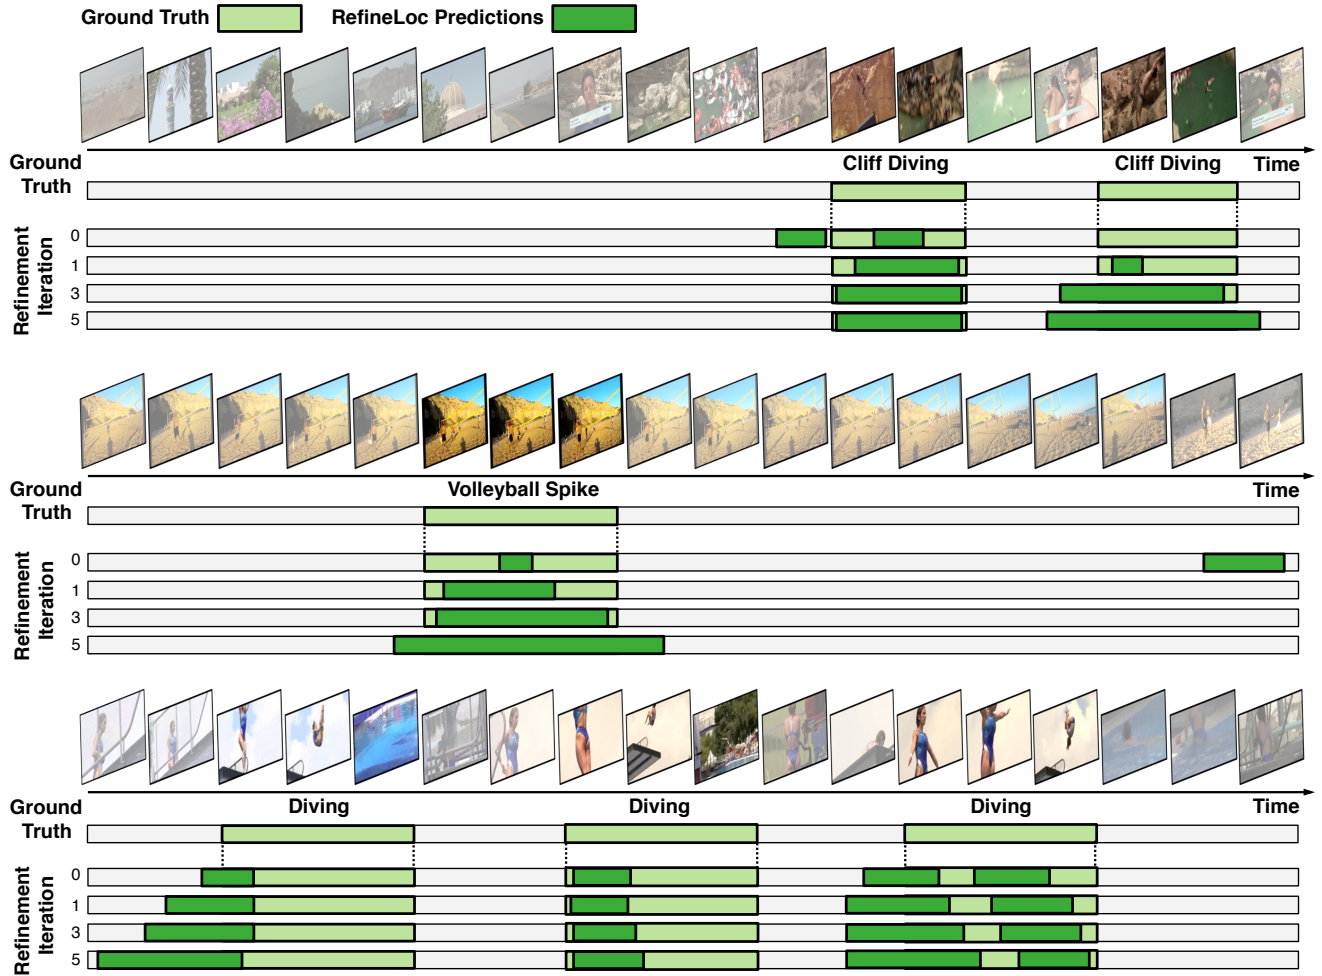 Ground Truth
RefineLoc Predictions
Cliff Diving
Cliff Diving
Time
Ground
Truth
Refinement
Iteration
0
1
3
5
Volleyball Spike
Time
Ground
Truth
Refinement
Iteration
0
1
3
5
Diving
Diving
Diving
Time
Ground
Truth
Refinement
Iteration
0
1
3
5